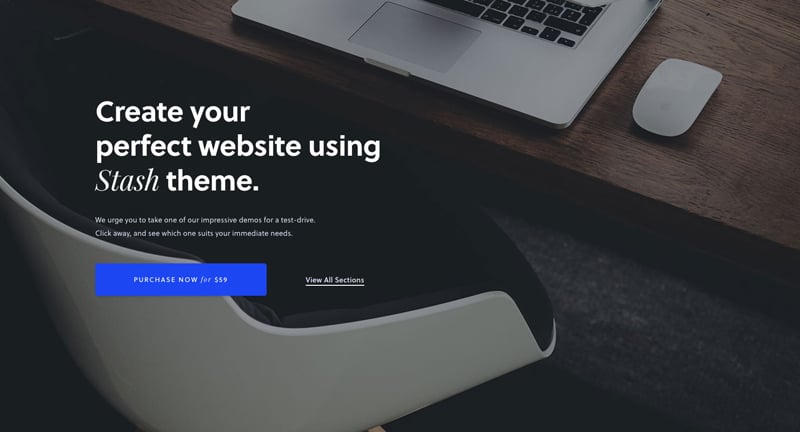 Create your
perfect website using
Stash theme.
We urge you to take one of our impressive demos for a test-drive.
Click away, and see which one suits your immediate needs.
PURCHASE NOW for $59
View All Sections